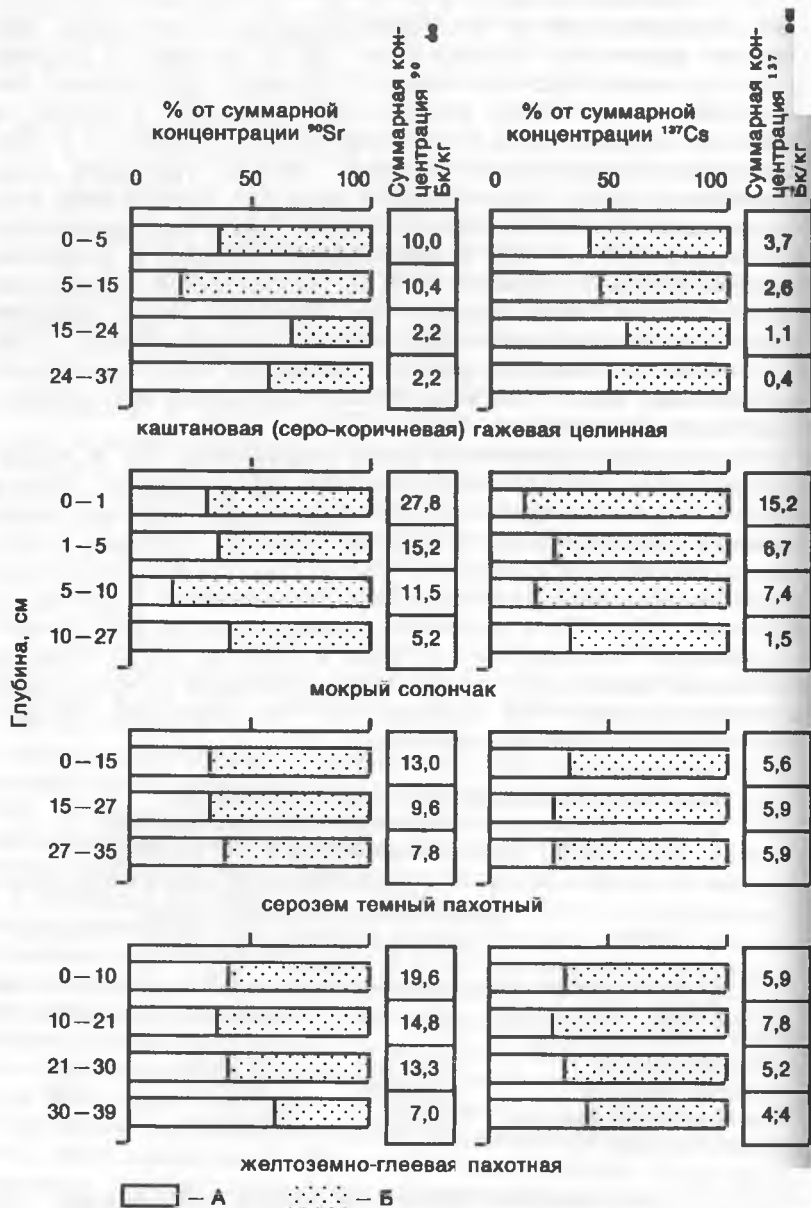 % от суммарной концентрации ⁹⁰Sr
Суммарная кон-
центрация ⁹⁰
Бк/кг
% от суммарной концентрации ¹³⁷Cs
Суммарная кон-
центрация ¹³⁷
Бк/кг
0 50 100 0 50 100
Глубина, см
0–5 10,0 3,7
5–15 10,4 2,6
15–24 2,2 1,1
24–37 2,2 0,4
каштановая (серо-коричневая) гажевая целинная
0–1 27,8 15,2
1–5 15,2 6,7
5–10 11,5 7,4
10–27 5,2 1,5
мокрый солончак
0–15 13,0 5,6
15–27 9,6 5,9
27–35 7,8 5,9
серозем темный пахотный
0–10 19,6 5,9
10–21 14,8 7,8
21–30 13,3 5,2
30–39 7,0 4,4
желтоземно-глеевая пахотная
– А – Б